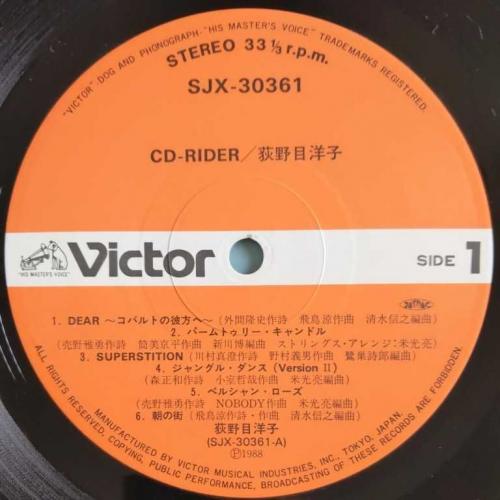 "VICTOR" DOG AND PHONOGRAPH-"HIS MASTER'S VOICE" TRADEMARKS REGISTERED.
STEREO 33 1/3 r.p.m.
SJX-30361
CD-RIDER/荻野目洋子
"HIS MASTER'S VOICE"
Victor
SIDE 1
1. DEAR ～コバルトの彼方へ～ (外間隆史作詩 飛鳥涼作曲 清水信之編曲)
2. パームトゥリー・キャンドル
(売野雅勇作詩 筒美京平作曲 新川博編曲 ストリングス・アレンジ:米光亮)
3. SUPERSTITION (川村真澄作詩 野村義男作曲 鷺巣詩郎編曲)
4. ジャングル・ダンス (Version II)
(森正和作詩 小室哲哉作曲 米光亮編曲)
5. ペルシャン・ローズ
(売野雅勇作詩 NOBODY作曲 米光亮編曲)
6. 朝の街 (飛鳥涼作詩・作曲 清水信之編曲)
荻野目洋子
(SJX-30361-A)
Ⓟ1988
ALL RIGHTS RESERVED. UNAUTHORIZED COPYING, PUBLIC PERFORMANCE, BROADCASTING ARE FORBIDDEN.
MANUFACTURED BY VICTOR MUSICAL INDUSTRIES, INC., TOKYO, JAPAN.